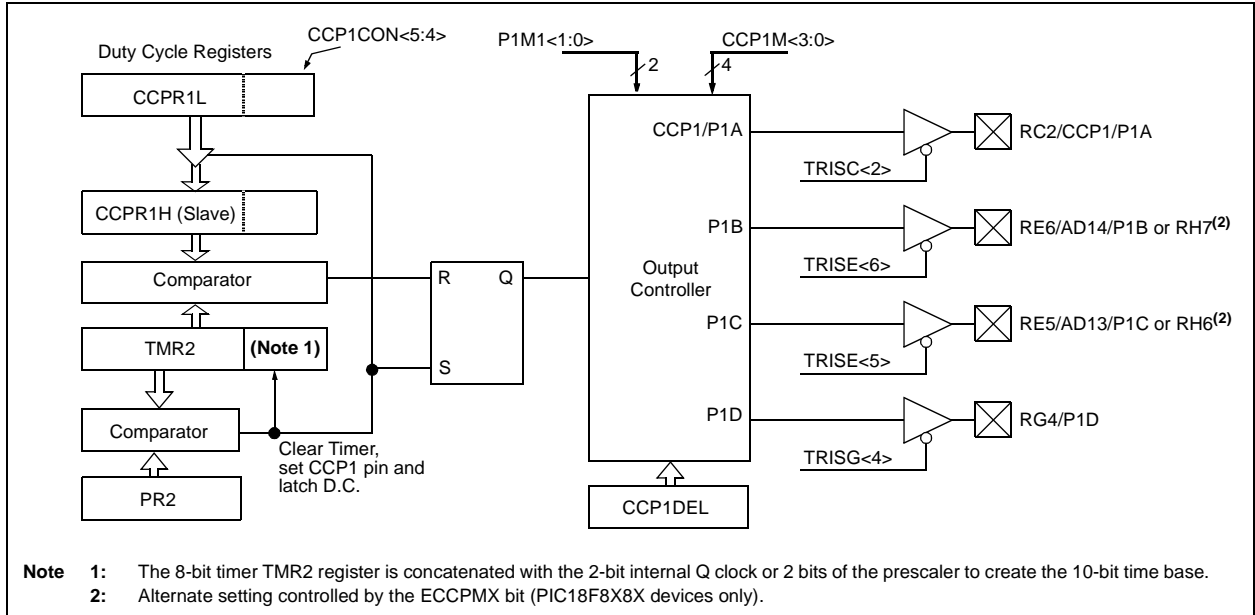 CCP1CON<5:4>
Duty Cycle Registers
CCPR1L
CCPR1H (Slave)
Comparator
TMR2
(Note 1)
Comparator
PR2
Clear Timer,
set CCP1 pin and
latch D.C.
R
Q
S
P1M1<1:0>
2
CCP1M<3:0>
4
Output
Controller
CCP1/P1A
P1B
P1C
P1D
CCP1DEL
TRISC<2>
RC2/CCP1/P1A
TRISE<6>
RE6/AD14/P1B or RH7(2)
TRISE<5>
RE5/AD13/P1C or RH6(2)
TRISG<4>
RG4/P1D
Note 1: The 8-bit timer TMR2 register is concatenated with the 2-bit internal Q clock or 2 bits of the prescaler to create the 10-bit time base.
2: Alternate setting controlled by the ECCPMX bit (PIC18F8X8X devices only).